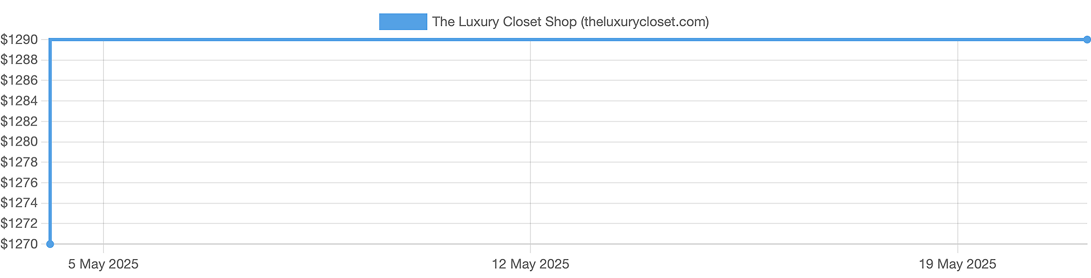 The Luxury Closet Shop (theluxurycloset.com)
$1290
$1288
$1286
$1284
$1282
$1280
$1278
$1276
$1274
$1272
$1270
5 May 2025
12 May 2025
19 May 2025